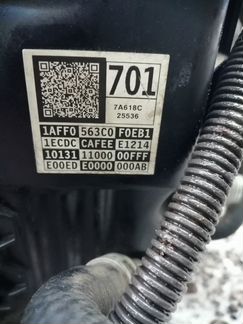 701
7A618C
25536
1AFF0 563C0 F0EB1
1ECDC CAFEE E1214
10131 11000 00FFF
E00ED E0000 000AB